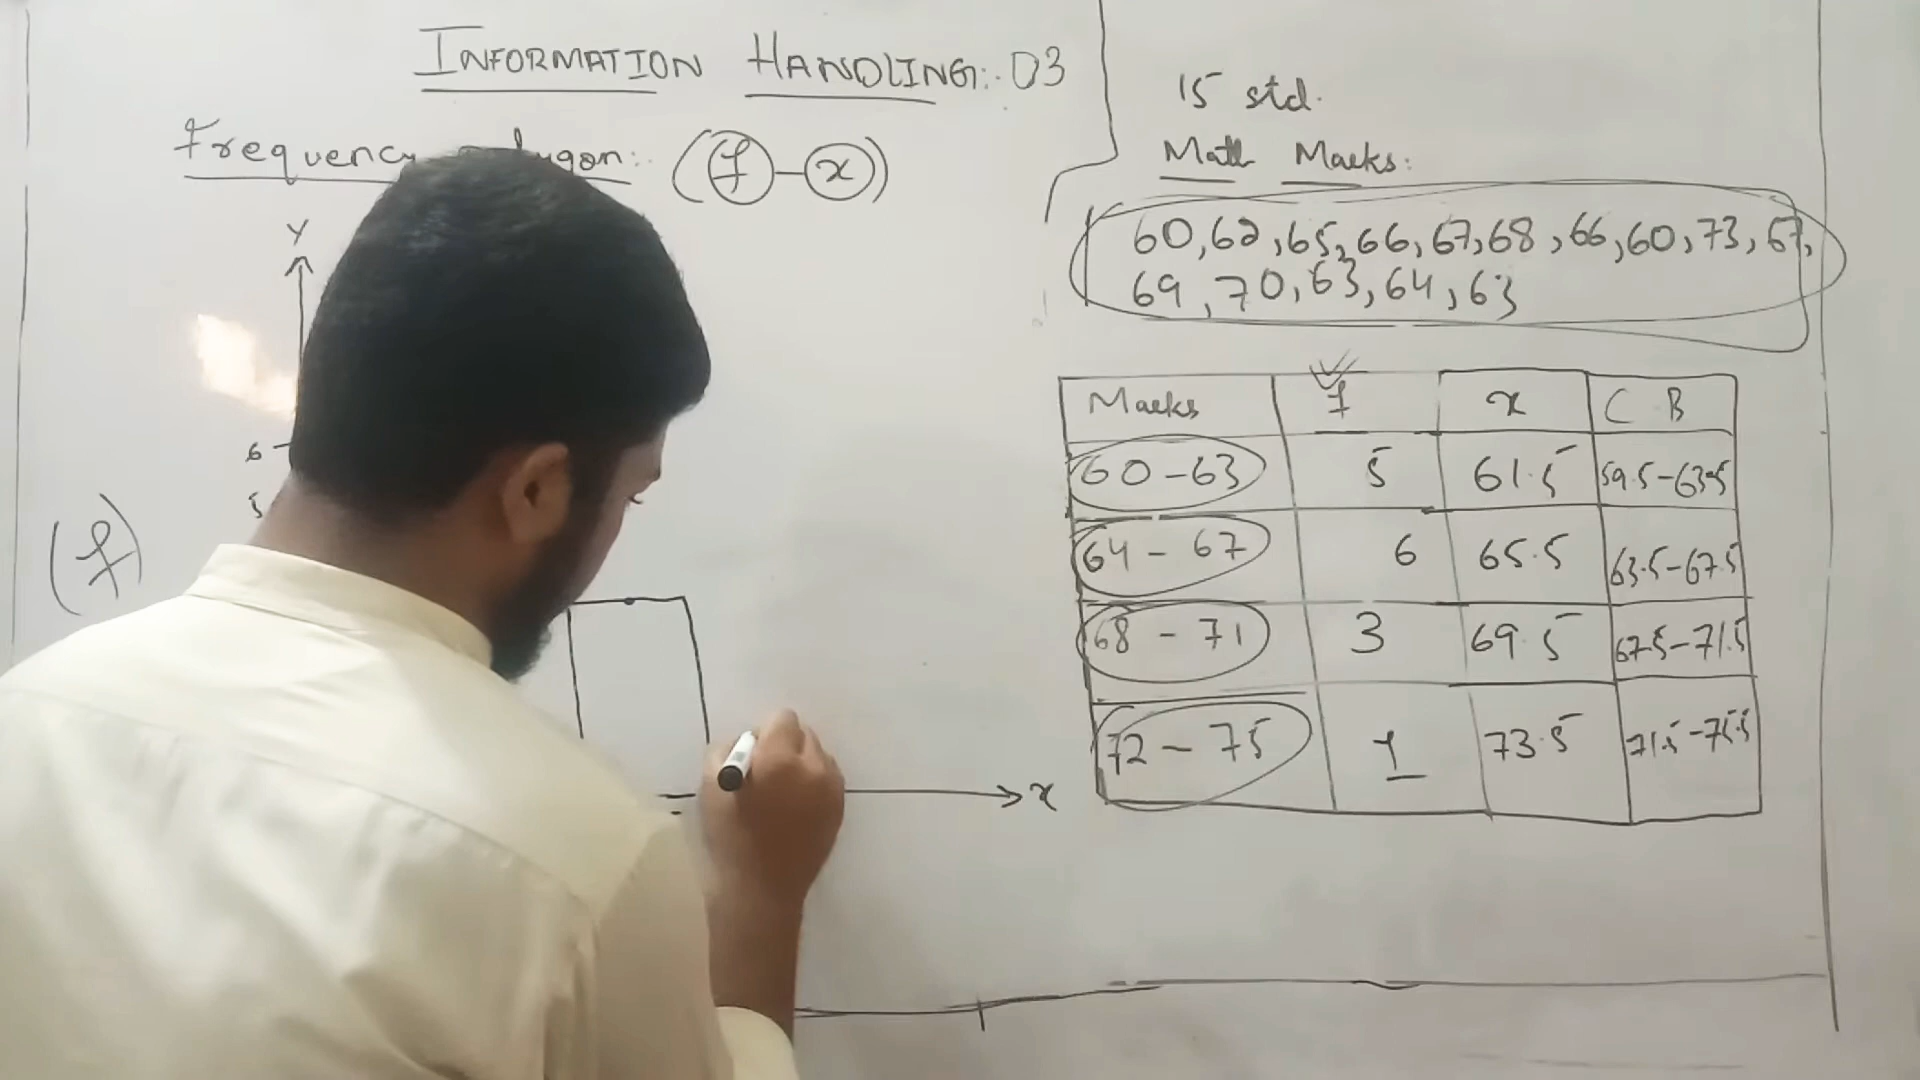 INFORMATION HANDLING:. 03
Frequency lygon:. (f - x)
Y
6
5
(f)
x
15 std.
Math Marks:
60,62,65,66,67,68,66,60,73,67,
69,70,63,64,63
Marks f x C B
60-63 5 61.5 59.5-63.5
64-67 6 65.5 63.5-67.5
68-71 3 69.5 67.5-71.5
72-75 1 73.5 71.5-75.5